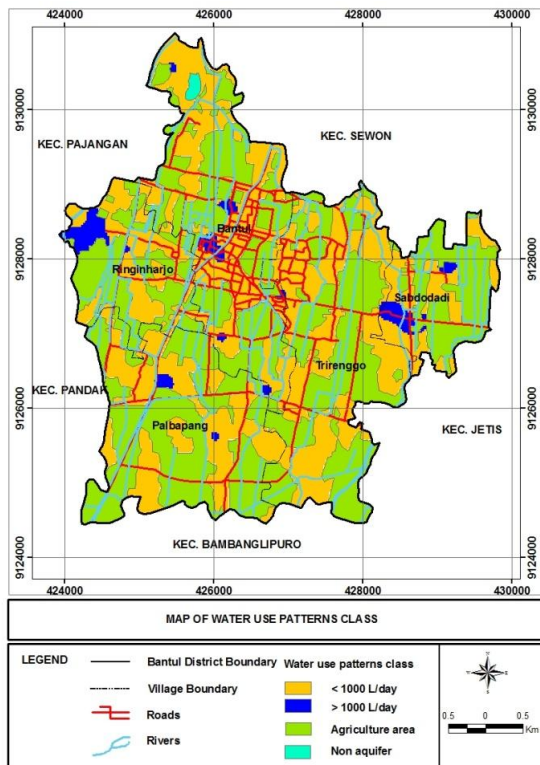 424000 426000 428000 430000
9130000 9130000
KEC. PAJANGAN KEC. SEWON
Bantul
9128000 9128000
Ringinharjo
Sabdodadi
Trirenggo
KEC. PANDAK
9126000 9126000
Palbapang
KEC. JETIS
KEC. BAMBANGLIPURO
9124000 9124000
424000 426000 428000 430000
MAP OF WATER USE PATTERNS CLASS
LEGEND
Bantul District Boundary
Village Boundary
Roads
Rivers
Water use patterns class
< 1000 L/day
> 1000 L/day
Agriculture area
Non aquifer
N
W E
S
0.5 0 0.5
Km